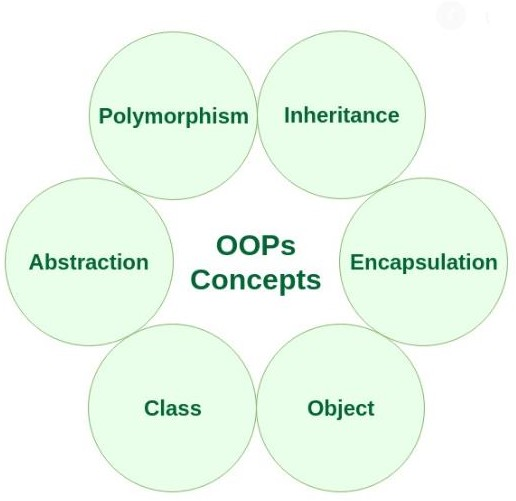 Polymorphism
Inheritance
Abstraction
OOPs
Concepts
Encapsulation
Class
Object